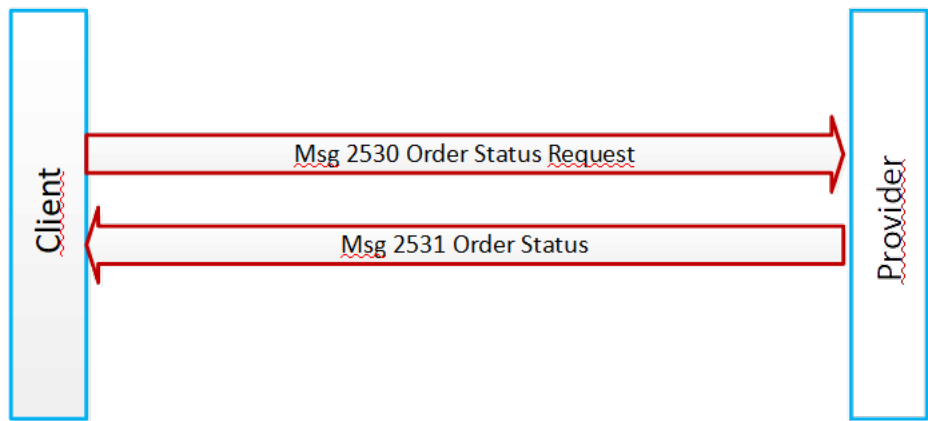 Client
Msg 2530 Order Status Request
Msg 2531 Order Status
Provider